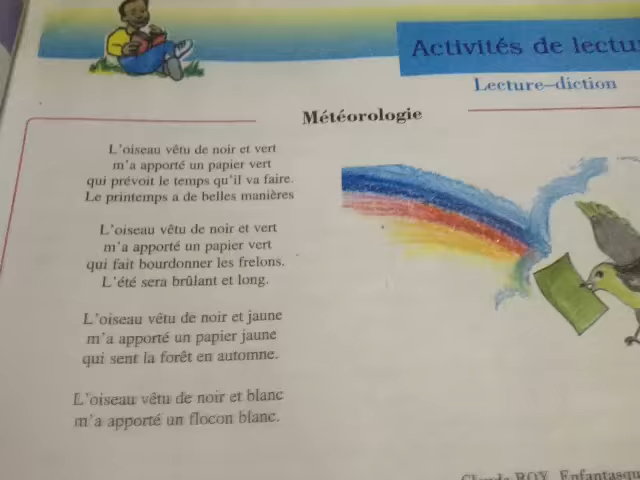 Activités de lectu
Lecture–diction
Météorologie
L'oiseau vêtu de noir et vert
m'a apporté un papier vert
qui prévoit le temps qu'il va faire.
Le printemps a de belles manières
L'oiseau vêtu de noir et vert
m'a apporté un papier vert
qui fait bourdonner les frelons.
L'été sera brûlant et long.
L'oiseau vêtu de noir et jaune
m'a apporté un papier jaune
qui sent la forêt en automne.
L'oiseau vêtu de noir et blanc
m'a apporté un flocon blanc.
Claude ROY, Enfantasqu